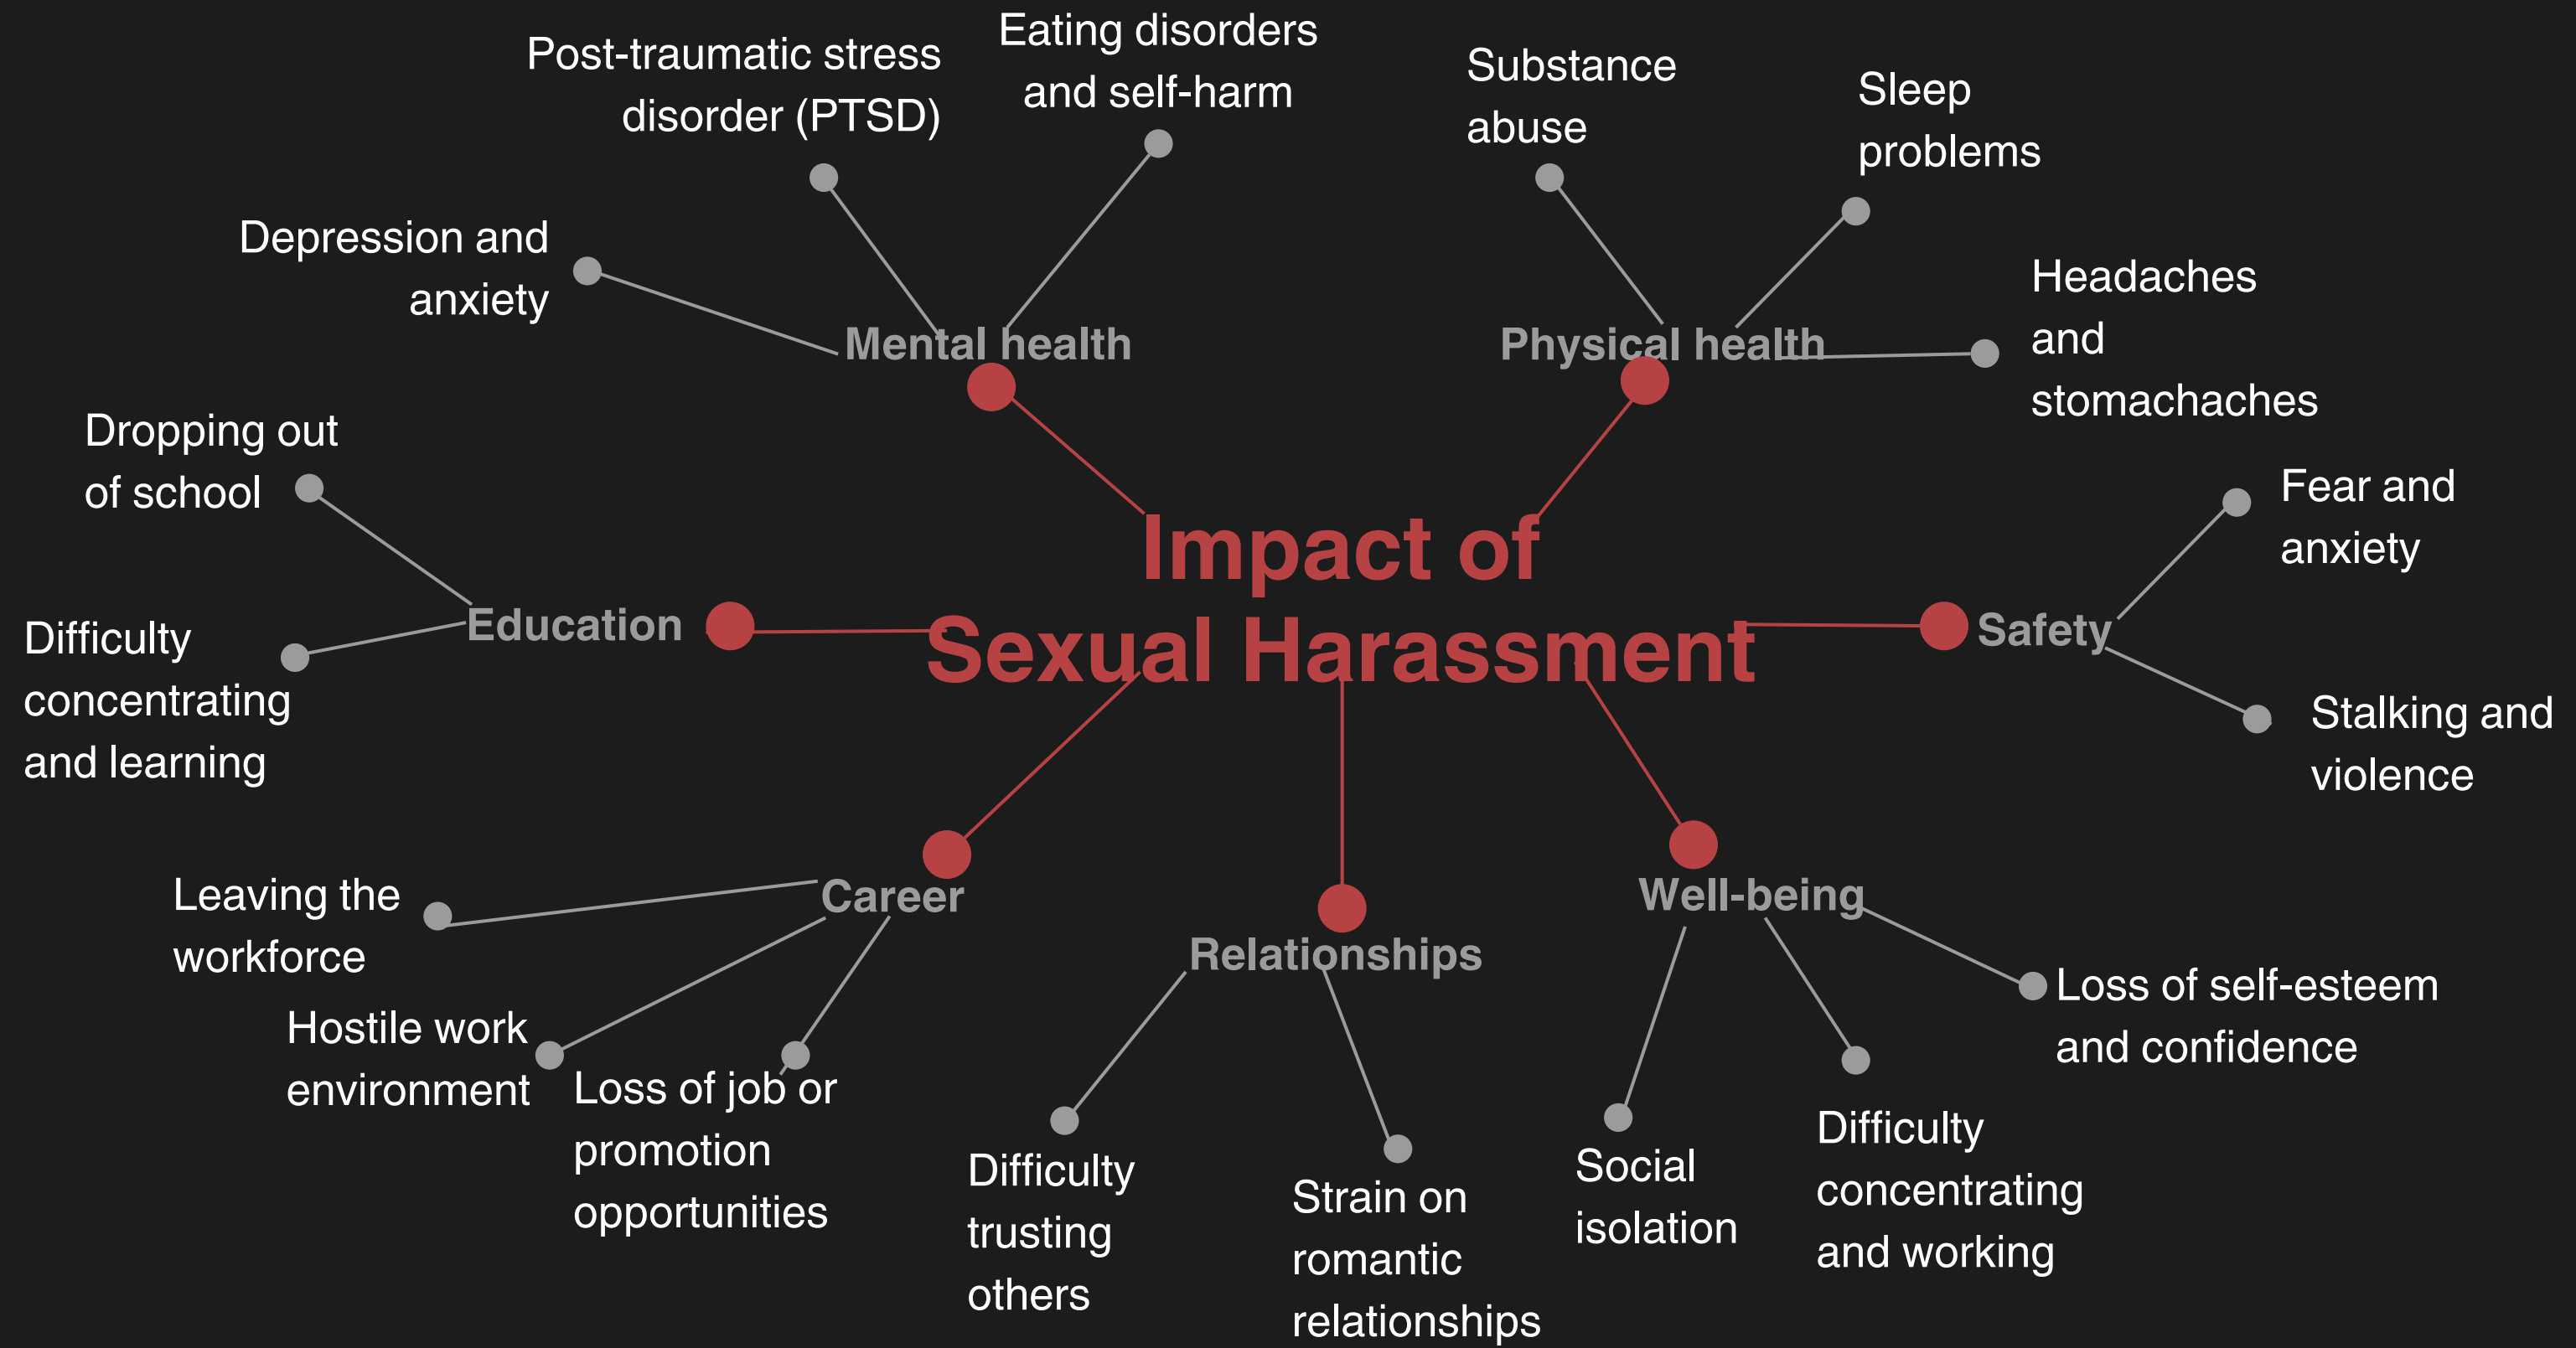 Eating disorders
and self-harm
Post-traumatic stress
disorder (PTSD)
Substance
abuse
Sleep
problems
Depression and
anxiety
Headaches
and
stomachaches
Mental health
Physical health
Dropping out
of school
Fear and
anxiety
Impact of
Sexual Harassment
Education
Safety
Difficulty
concentrating
and learning
Stalking and
violence
Career
Well-being
Relationships
Leaving the
workforce
Hostile work
environment
Loss of job or
promotion
opportunities
Difficulty
trusting
others
Strain on
romantic
relationships
Social
isolation
Difficulty
concentrating
and working
Loss of self-esteem
and confidence